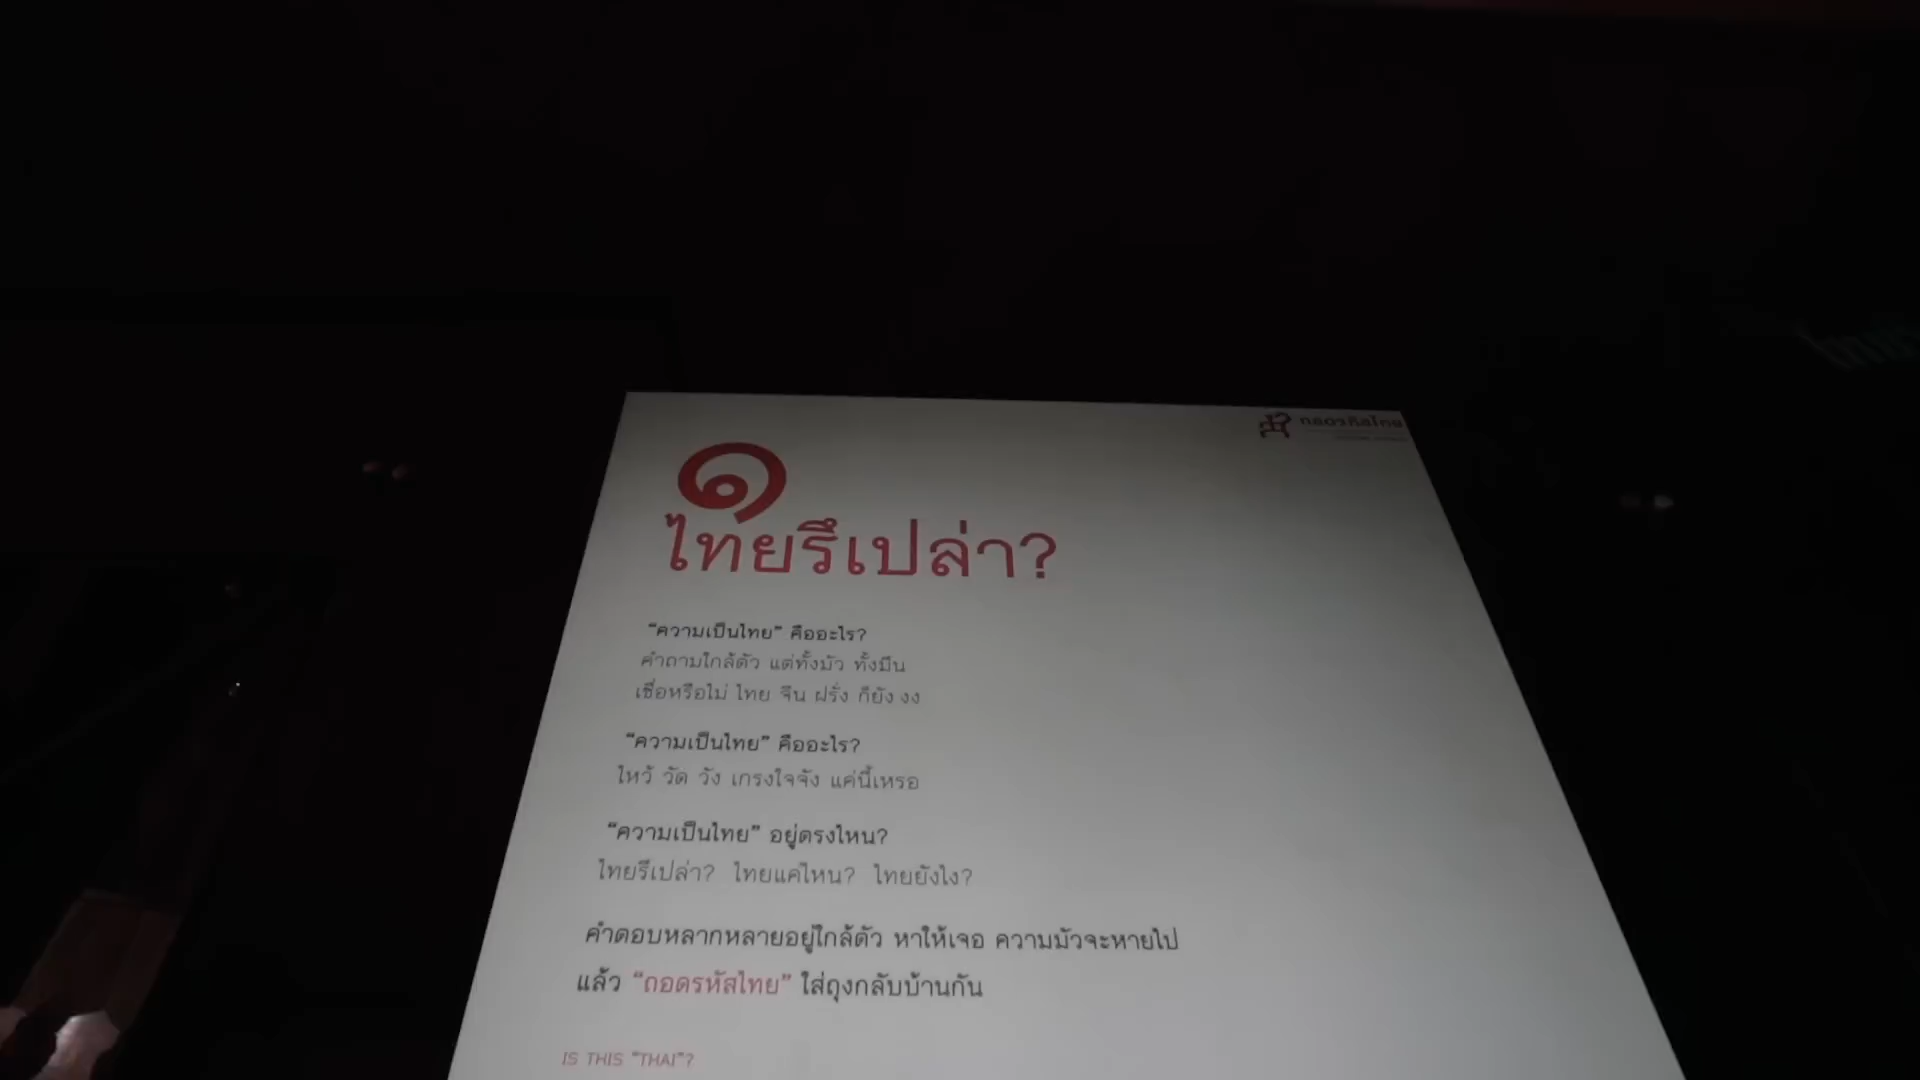 ถอดรหัสไทย
๑
ไทยรึเปล่า?
“ความเป็นไทย” คืออะไร?
คำถามใกล้ตัว แต่ทั้งมัว ทั้งมึน
เชื่อหรือไม่ ไทย จีน ฝรั่ง ก็ยัง งง
“ความเป็นไทย” คืออะไร?
ไหว้ วัด วัง เกรงใจจัง แค่นี้เหรอ
“ความเป็นไทย” อยู่ตรงไหน?
ไทยรึเปล่า? ไทยแค่ไหน? ไทยยังไง?
คำตอบหลากหลายอยู่ใกล้ตัว หาให้เจอ ความมัวจะหายไป
แล้ว “ถอดรหัสไทย” ใส่ถุงกลับบ้านกัน
IS THIS “THAI”?